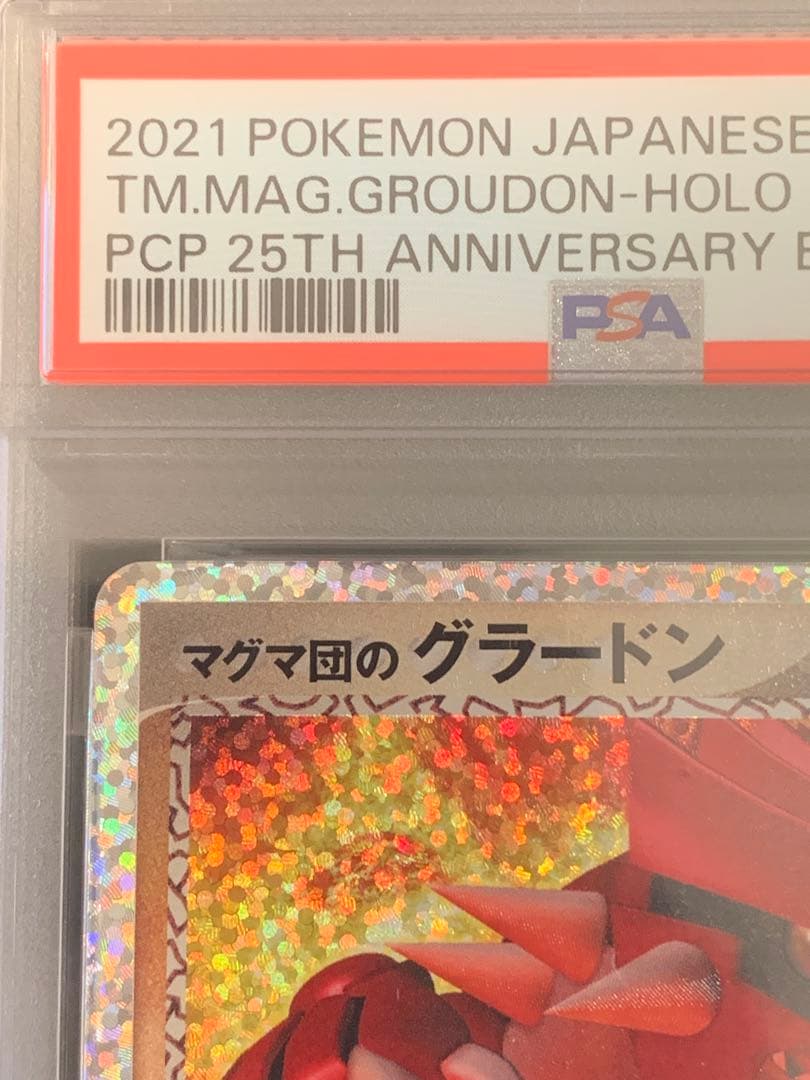 2021 POKEMON JAPANESE
TM.MAG.GROUDON-HOLO
PCP 25TH ANNIVERSARY
PSA
マグマ団のグラードン